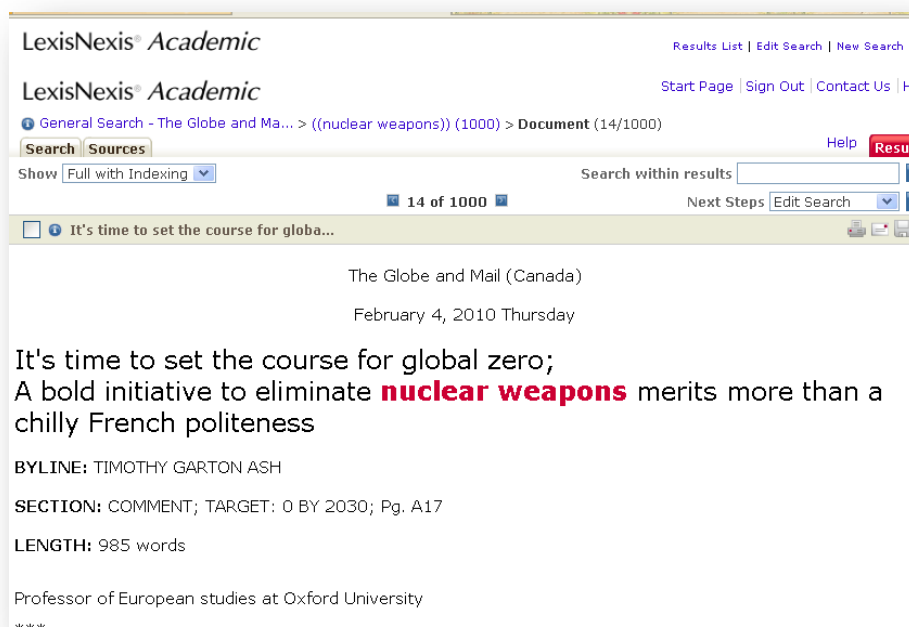 LexisNexis® Academic
Results List | Edit Search | New Search
LexisNexis® Academic
Start Page | Sign Out | Contact Us | H
General Search - The Globe and Ma... > ((nuclear weapons)) (1000) > Document (14/1000)
Search Sources Help Resu
Show Full with Indexing Search within results
14 of 1000 Next Steps Edit Search
It's time to set the course for globa...
The Globe and Mail (Canada)
February 4, 2010 Thursday
It's time to set the course for global zero;
A bold initiative to eliminate nuclear weapons merits more than a
chilly French politeness
BYLINE: TIMOTHY GARTON ASH
SECTION: COMMENT; TARGET: 0 BY 2030; Pg. A17
LENGTH: 985 words
Professor of European studies at Oxford University
***